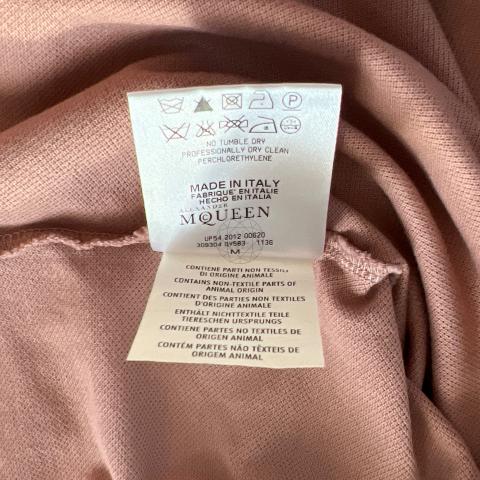 NO TUMBLE DRY
PROFESSIONALLY DRY CLEAN
PERCHLORETHYLENE
MADE IN ITALY
FABRIQUE' EN ITALIE
HECHO EN ITALIA
ALEXANDER
MCQUEEN
UP54 2012 00620
309304 QY583 1136
M
CONTIENE PARTI NON TESSILI
DI ORIGINE ANIMALE
CONTAINS NON-TEXTILE PARTS OF
ANIMAL ORIGIN
CONTIENT DES PARTIES NON TEXTILES
D'ORIGINE ANIMALE
ENTHÄLT NICHTTEXTILE TEILE
TIERESCHEN URSPRUNGS
CONTIENE PARTES NO TEXTILES DE
ORIGEN ANIMAL
CONTÉM PARTES NÃO TÊXTEIS DE
ORIGEM ANIMAL